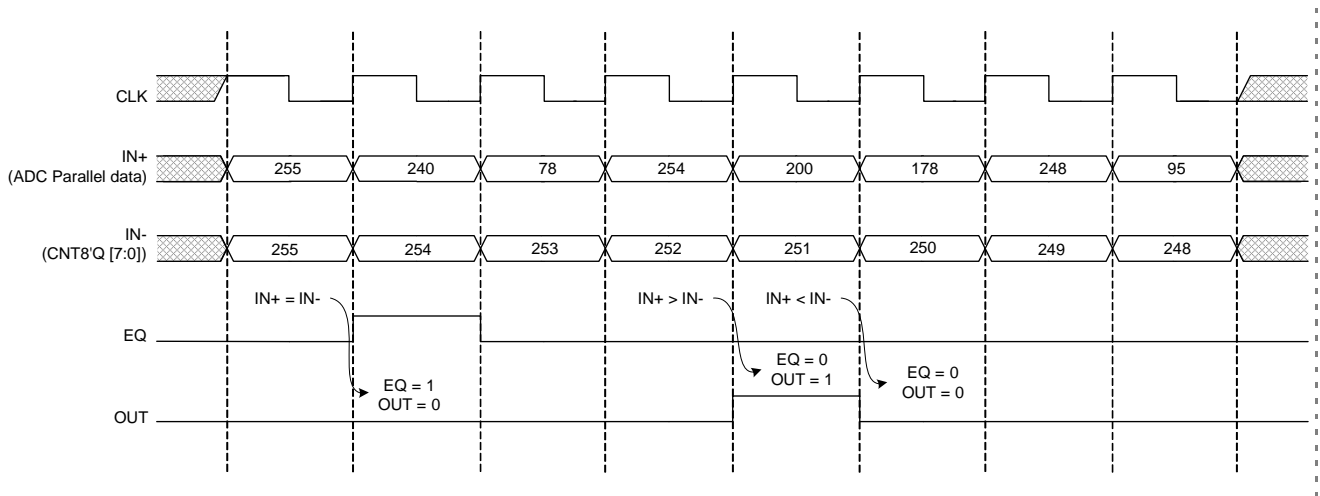 CLK
IN+
(ADC Parallel data)
255 240 78 254 200 178 248 95
IN-
(CNT8'Q [7:0])
255 254 253 252 251 250 249 248
IN+ = IN- IN+ > IN- IN+ < IN-
EQ
EQ = 1
OUT = 0
EQ = 0
OUT = 1
EQ = 0
OUT = 0
OUT